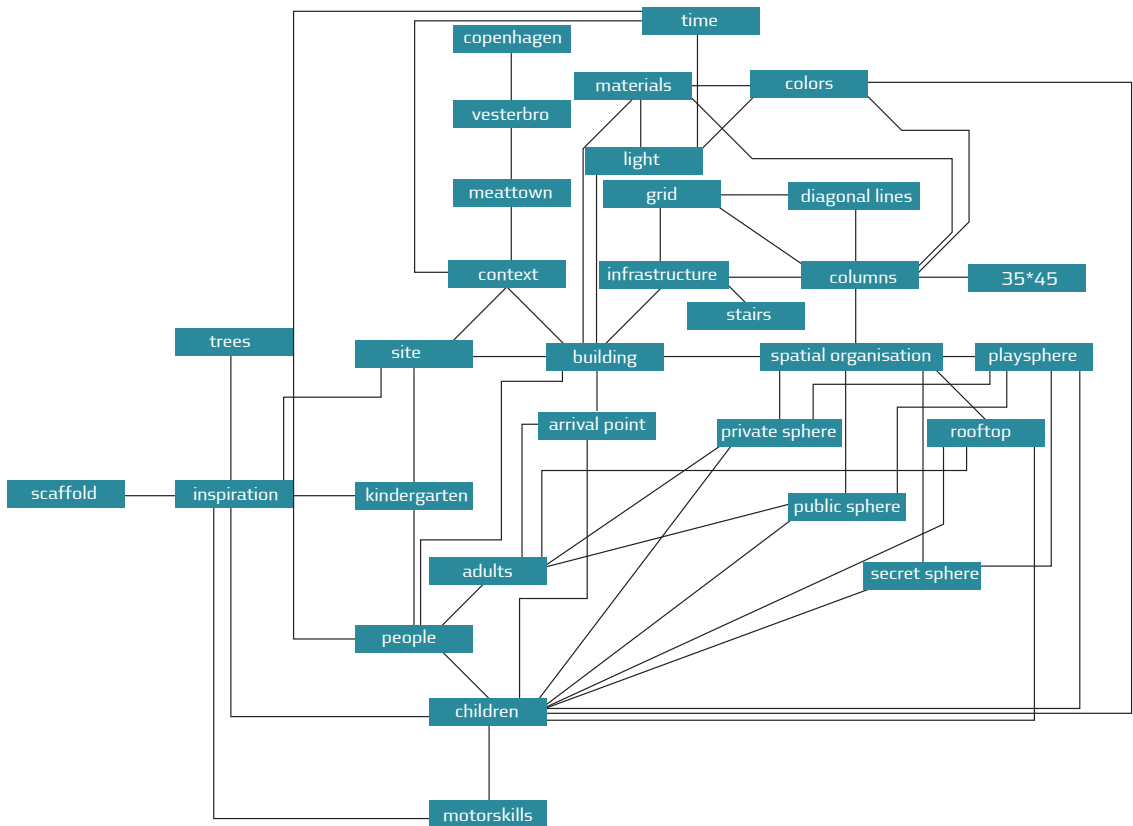 time
copenhagen
materials
colors
vesterbro
light
meattown
grid
diagonal lines
context
infrastructure
columns
35*45
stairs
trees
site
building
spatial organisation
playsphere
arrival point
private sphere
rooftop
scaffold
inspiration
kindergarten
public sphere
adults
secret sphere
people
children
motorskills